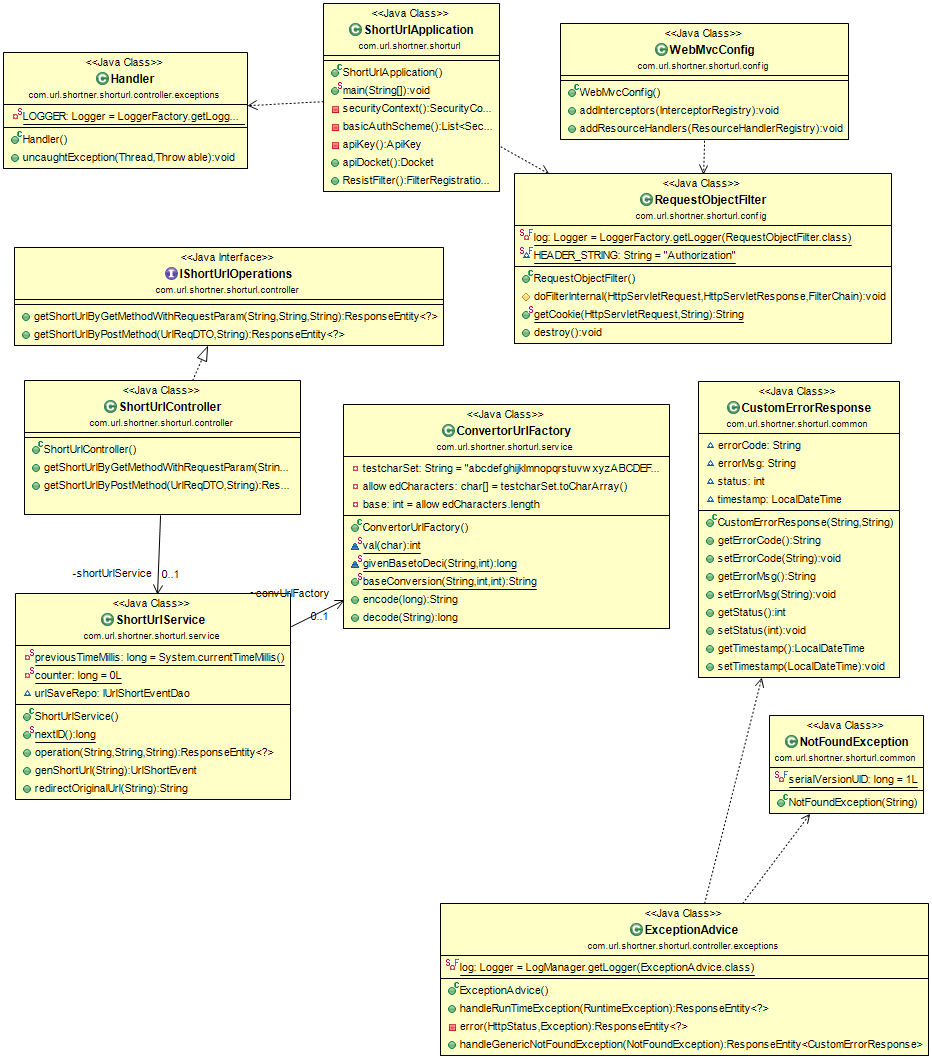 <<Java Class>>
ShortUrlApplication
com.url.shortner.shorturl
ShortUrlApplication()
main(String[]):void
securityContext():SecurityCo...
basicAuthScheme():List<Sec...
apiKey():ApiKey
apiDocket():Docket
ResistFilter():FilterRegistratio...
<<Java Class>>
WebMvcConfig
com.url.shortner.shorturl.config
WebMvcConfig()
addInterceptors(InterceptorRegistry):void
addResourceHandlers(ResourceHandlerRegistry):void
<<Java Class>>
Handler
com.url.shortner.shorturl.controller.exceptions
LOGGER: Logger = LoggerFactory.getLogg...
Handler()
uncaughtException(Thread,Throwable):void
<<Java Class>>
RequestObjectFilter
com.url.shortner.shorturl.config
log: Logger = LoggerFactory.getLogger(RequestObjectFilter.class)
HEADER_STRING: String = "Authorization"
RequestObjectFilter()
doFilterInternal(HttpServletRequest,HttpServletResponse,FilterChain):void
getCookie(HttpServletRequest,String):String
destroy():void
<<Java Interface>>
IShortUrlOperations
com.url.shortner.shorturl.controller
getShortUrlByGetMethodWithRequestParam(String,String,String):ResponseEntity<?>
getShortUrlByPostMethod(UrlReqDTO,String):ResponseEntity<?>
<<Java Class>>
ShortUrlController
com.url.shortner.shorturl.controller
ShortUrlController()
getShortUrlByGetMethodWithRequestParam(Strin...
getShortUrlByPostMethod(UrlReqDTO,String):Res...
<<Java Class>>
ConvertorUrlFactory
com.url.shortner.shorturl.service
testcharSet: String = "abcdefghijklmnopqrstuvwxyzABCDEF...
allowedCharacters: char[] = testcharSet.toCharArray()
base: int = allowedCharacters.length
ConvertorUrlFactory()
val(char):int
givenBasetoDeci(String,int):long
baseConversion(String,int,int):String
encode(long):String
decode(String):long
<<Java Class>>
CustomErrorResponse
com.url.shortner.shorturl.common
errorCode: String
errorMsg: String
status: int
timestamp: LocalDateTime
CustomErrorResponse(String,String)
getErrorCode():String
setErrorCode(String):void
getErrorMsg():String
setErrorMsg(String):void
getStatus():int
setStatus(int):void
getTimestamp():LocalDateTime
setTimestamp(LocalDateTime):void
-shortUrlService 0..1
-convUrlFactory
0..1
<<Java Class>>
ShortUrlService
com.url.shortner.shorturl.service
previousTimeMillis: long = System.currentTimeMillis()
counter: long = 0L
urlSaveRepo: IUrlShortEventDao
ShortUrlService()
nextID():long
operation(String,String,String):ResponseEntity<?>
genShortUrl(String):UrlShortEvent
redirectOriginalUrl(String):String
<<Java Class>>
NotFoundException
com.url.shortner.shorturl.common
serialVersionUID: long = 1L
NotFoundException(String)
<<Java Class>>
ExceptionAdvice
com.url.shortner.shorturl.controller.exceptions
log: Logger = LogManager.getLogger(ExceptionAdvice.class)
ExceptionAdvice()
handleRunTimeException(RuntimeException):ResponseEntity<?>
error(HttpStatus,Exception):ResponseEntity<?>
handleGenericNotFoundException(NotFoundException):ResponseEntity<CustomErrorResponse>